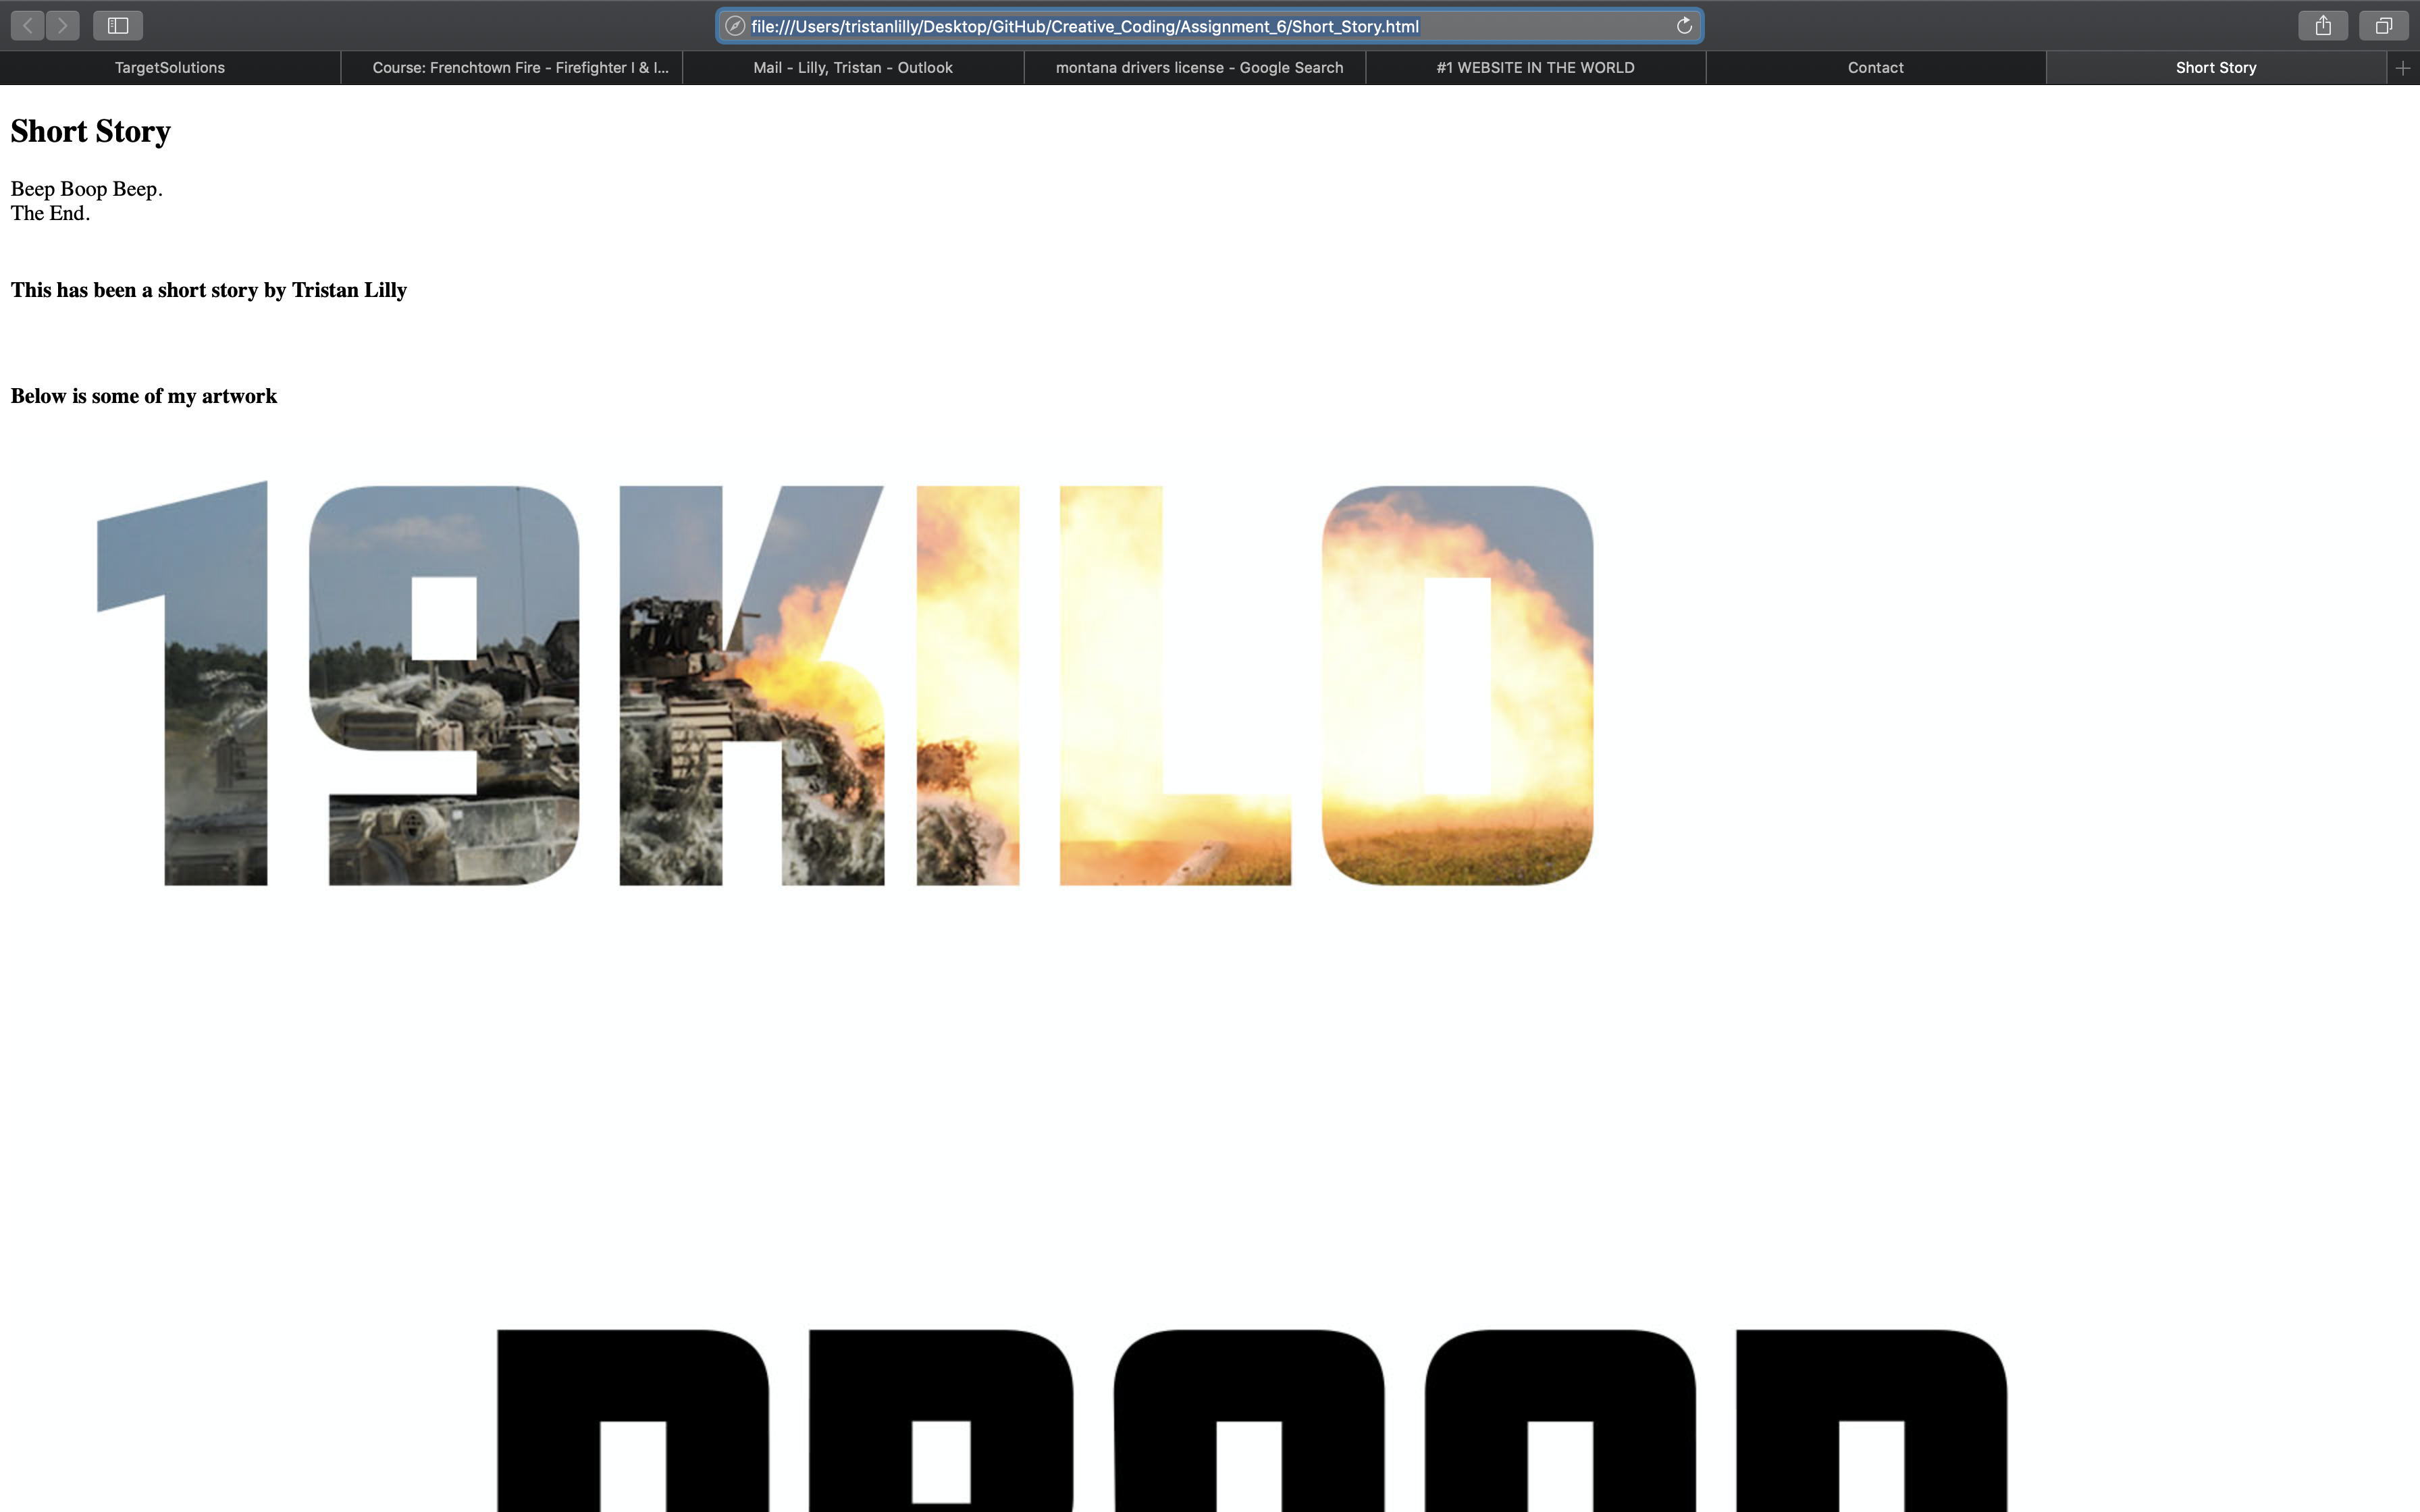 file:///Users/tristanlilly/Desktop/GitHub/Creative_Coding/Assignment_6/Short_Story.html
TargetSolutions
Course: Frenchtown Fire - Firefighter I & I...
Mail - Lilly, Tristan - Outlook
montana drivers license - Google Search
#1 WEBSITE IN THE WORLD
Contact
Short Story
Short Story
Beep Boop Beep.
The End.
This has been a short story by Tristan Lilly
Below is some of my artwork
19KILO